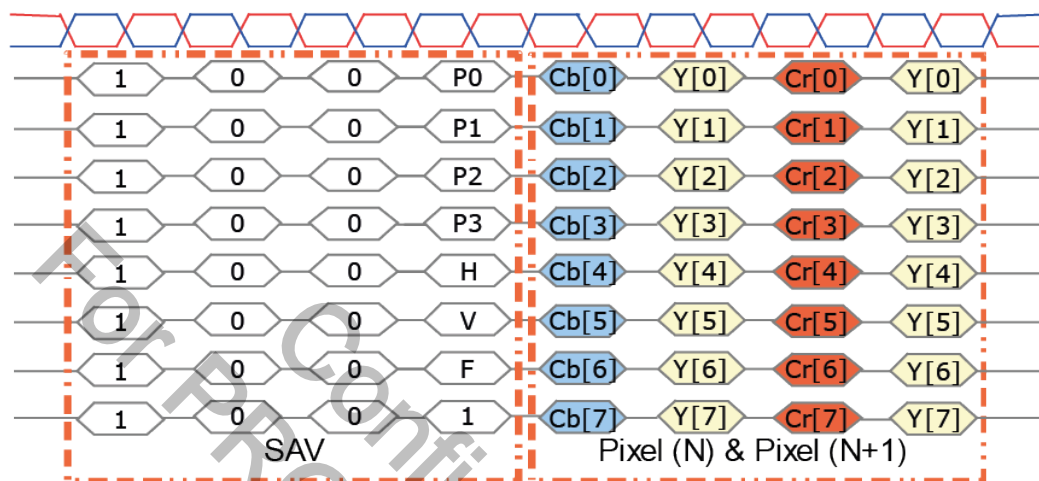 1 0 0 P0 Cb[0] Y[0] Cr[0] Y[0]
1 0 0 P1 Cb[1] Y[1] Cr[1] Y[1]
1 0 0 P2 Cb[2] Y[2] Cr[2] Y[2]
1 0 0 P3 Cb[3] Y[3] Cr[3] Y[3]
1 0 0 H Cb[4] Y[4] Cr[4] Y[4]
1 0 0 V Cb[5] Y[5] Cr[5] Y[5]
1 0 0 F Cb[6] Y[6] Cr[6] Y[6]
1 0 0 1 Cb[7] Y[7] Cr[7] Y[7]
SAV Pixel (N) & Pixel (N+1)
For